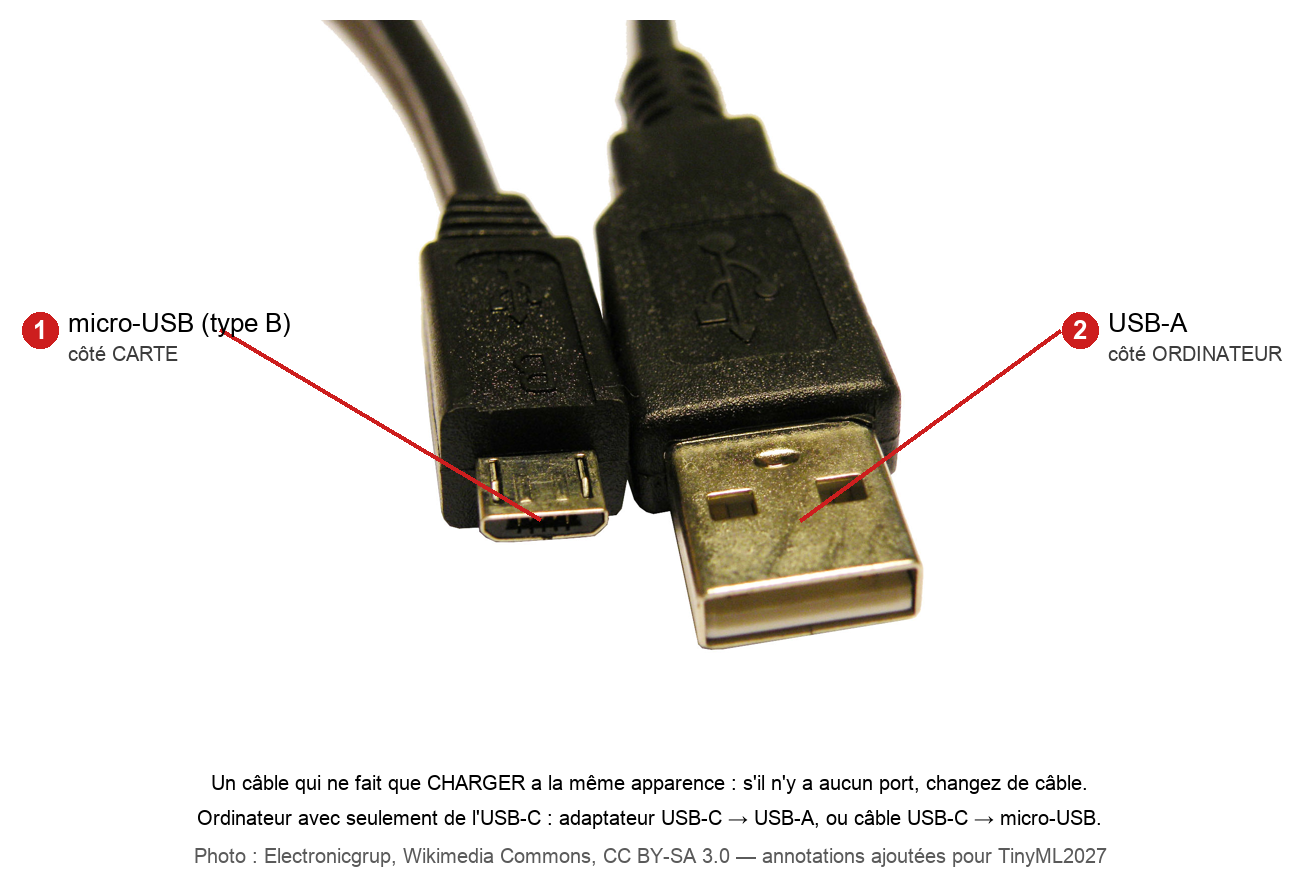 1 micro-USB (type B)
côté CARTE
2 USB-A
côté ORDINATEUR
B
Un câble qui ne fait que CHARGER a la même apparence : s'il n'y a aucun port, changez de câble.
Ordinateur avec seulement de l'USB-C : adaptateur USB-C → USB-A, ou câble USB-C → micro-USB.
Photo : Electronicgrup, Wikimedia Commons, CC BY-SA 3.0 — annotations ajoutées pour TinyML2027